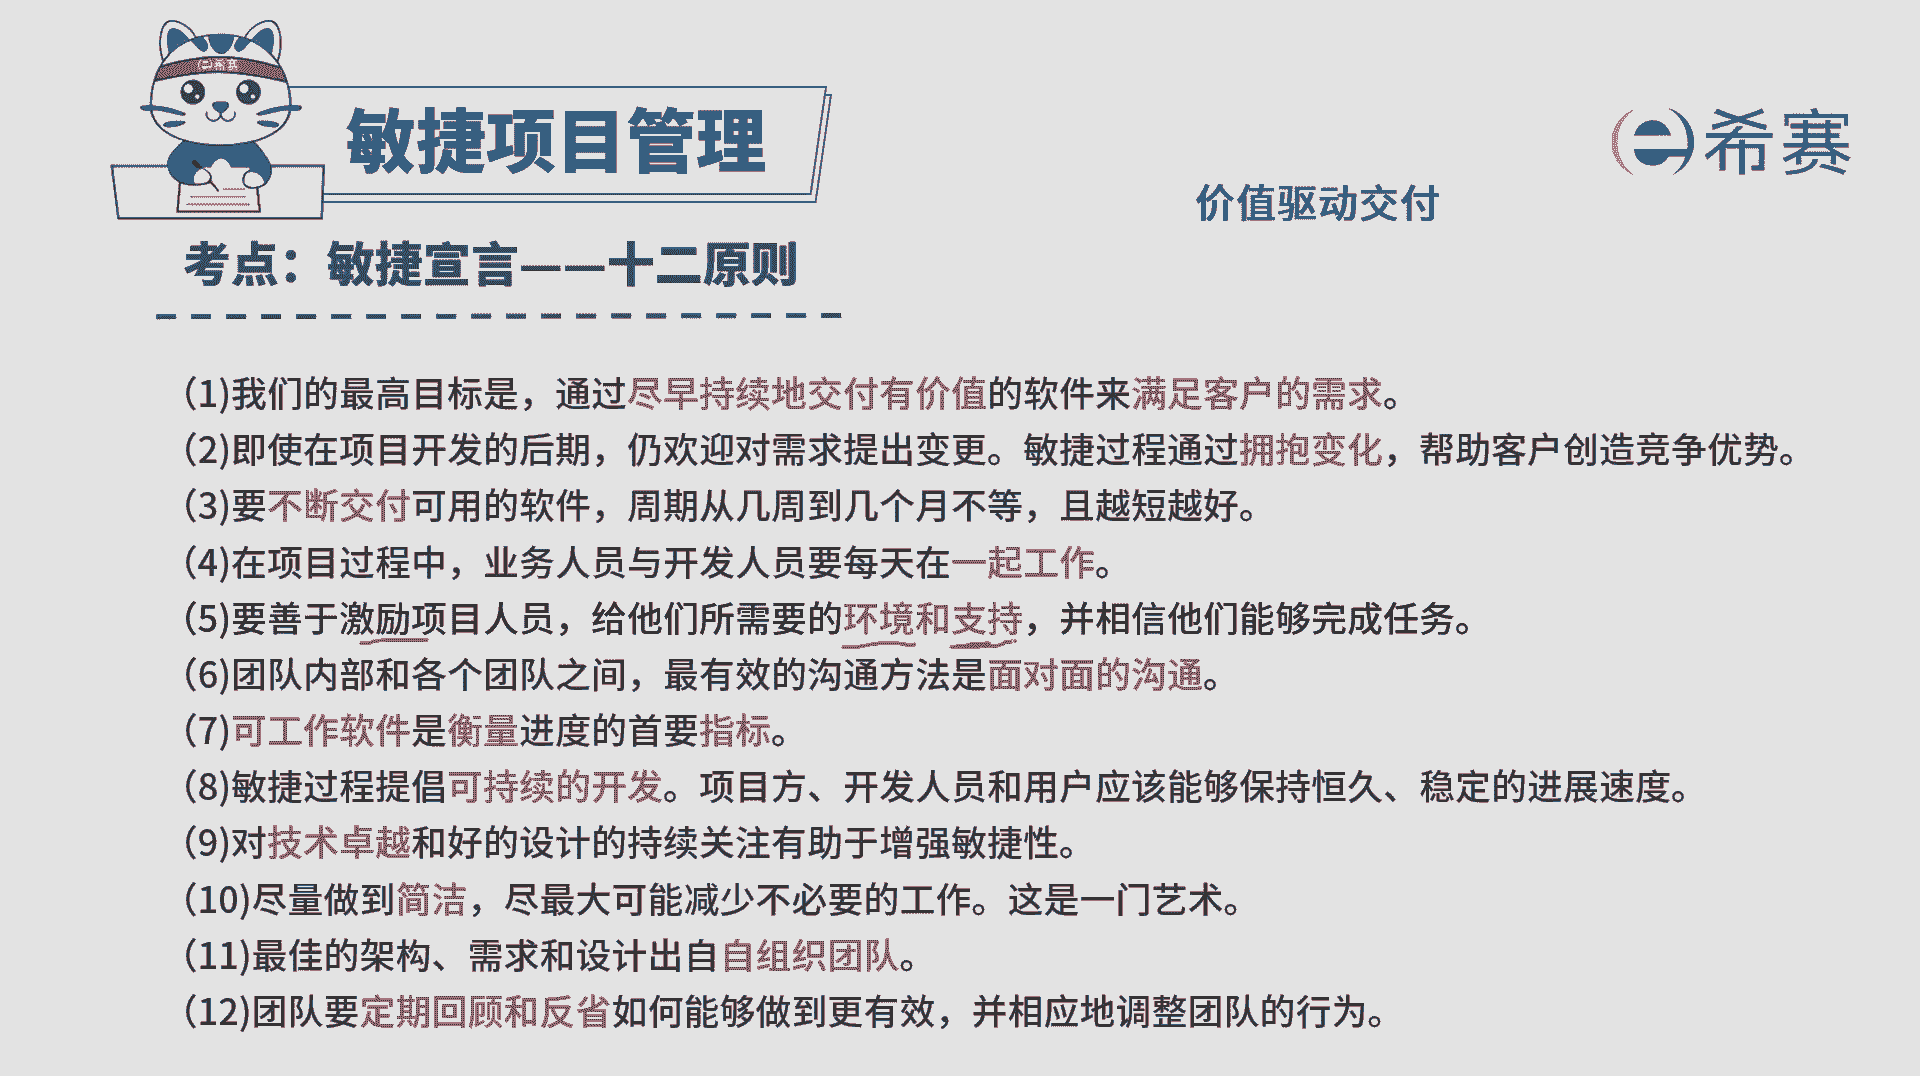 希赛
敏捷项目管理
希赛
价值驱动交付
考点：敏捷宣言——十二原则
(1)我们的最高目标是，通过尽早持续地交付有价值的软件来满足客户的需求。
(2)即使在项目开发的后期，仍欢迎对需求提出变更。敏捷过程通过拥抱变化，帮助客户创造竞争优势。
(3)要不断交付可用的软件，周期从几周到几个月不等，且越短越好。
(4)在项目过程中，业务人员与开发人员要每天在一起工作。
(5)要善于激励项目人员，给他们所需要的环境和支持，并相信他们能够完成任务。
(6)团队内部和各个团队之间，最有效的沟通方法是面对面的沟通。
(7)可工作软件是衡量进度的首要指标。
(8)敏捷过程提倡可持续的开发。项目方、开发人员和用户应该能够保持恒久、稳定的进展速度。
(9)对技术卓越和好的设计的持续关注有助于增强敏捷性。
(10)尽量做到简洁，尽最大可能减少不必要的工作。这是一门艺术。
(11)最佳的架构、需求和设计出自自组织团队。
(12)团队要定期回顾和反省如何能够做到更有效，并相应地调整团队的行为。